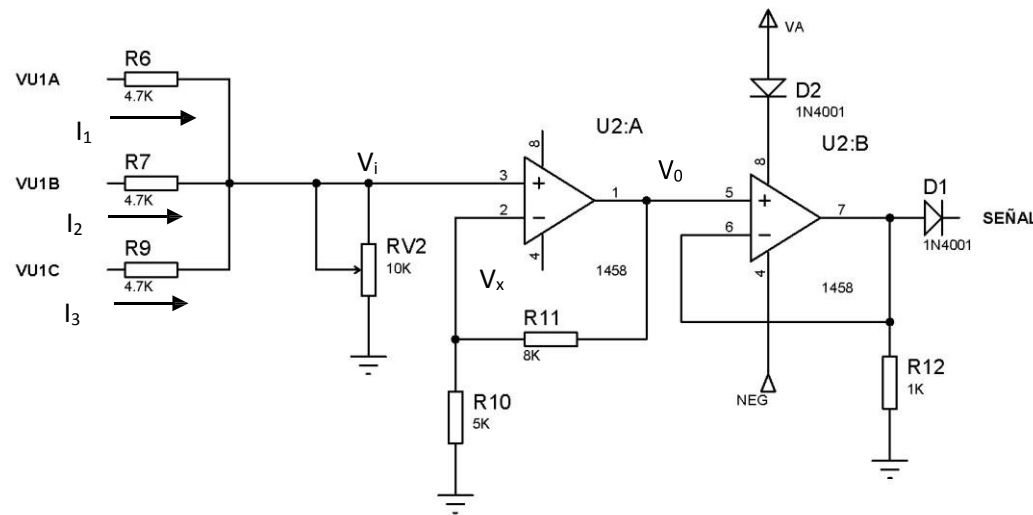 VA
R6
VU1A
4.7K
D2
1N4001
I1
U2:A
U2:B
8
8
R7
Vi
V0
D1
VU1B
4.7K
3
1
5
7
SEÑAL
I2
2
6
1N4001
R9
RV2
4
4
VU1C
10K
4.7K
Vx
1458
1458
I3
R11
8K
R12
1K
R10
5K
NEG